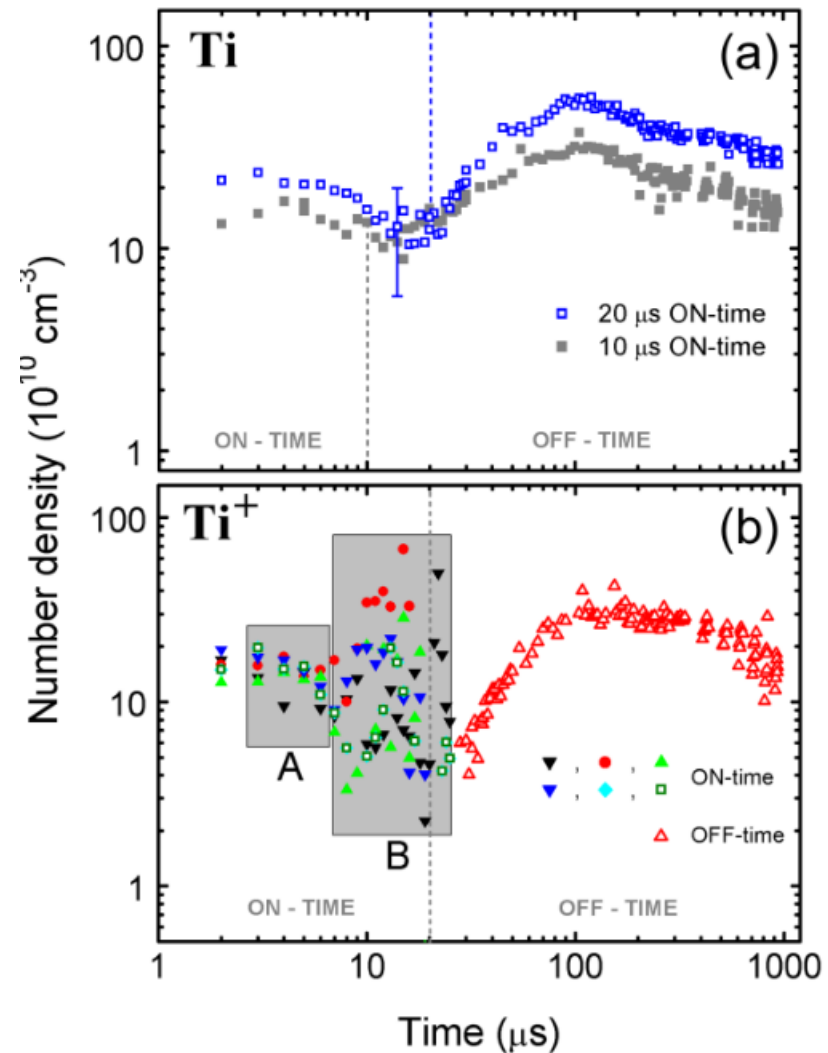 Ti
(a)
100
10
1
20 μs ON-time
10 μs ON-time
ON - TIME
OFF - TIME
Number density (10^10 cm^-3)
Ti+
(b)
100
10
1
A
B
, ,
ON-time
, ,
OFF-time
ON - TIME
OFF - TIME
1
10
100
1000
Time (μs)